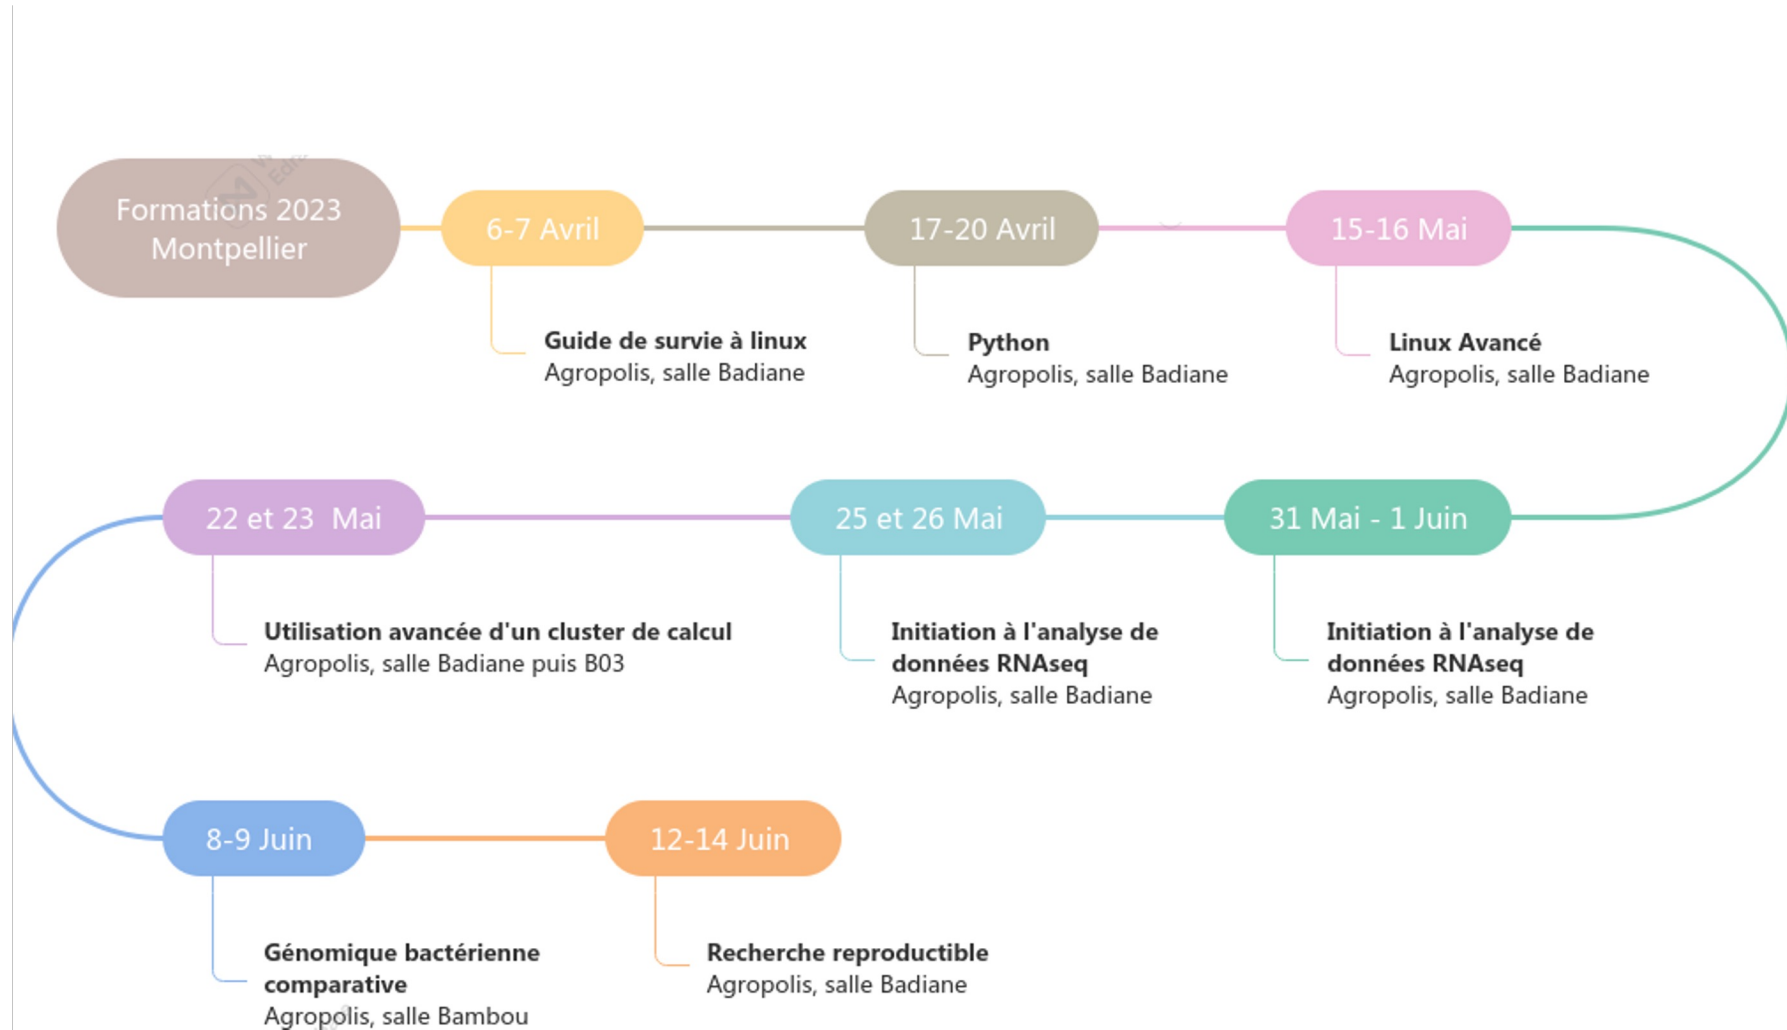 Formations 2023
Montpellier
6-7 Avril
17-20 Avril
15-16 Mai
Guide de survie à linux
Agropolis, salle Badiane
Python
Agropolis, salle Badiane
Linux Avancé
Agropolis, salle Badiane
22 et 23  Mai
25 et 26 Mai
31 Mai - 1 Juin
Utilisation avancée d'un cluster de calcul
Agropolis, salle Badiane puis B03
Initiation à l'analyse de
données RNAseq
Agropolis, salle Badiane
Initiation à l'analyse de
données RNAseq
Agropolis, salle Badiane
8-9 Juin
12-14 Juin
Génomique bactérienne
comparative
Agropolis, salle Bambou
Recherche reproductible
Agropolis, salle Badiane